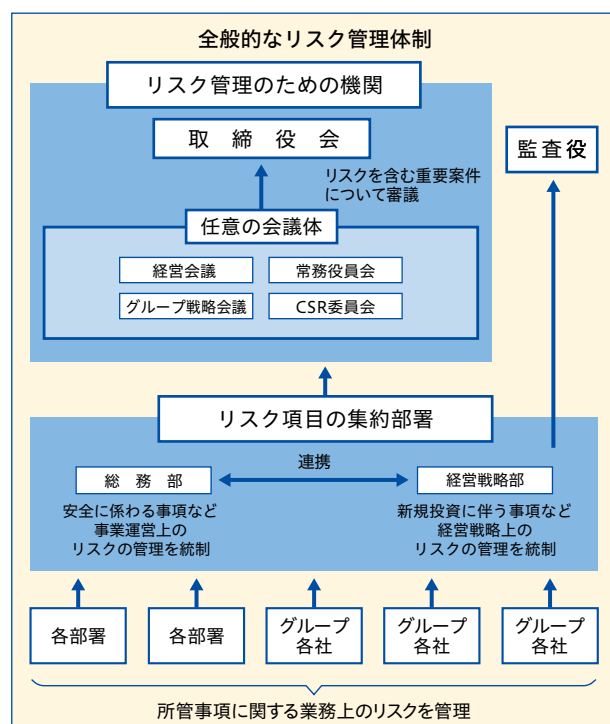 全般的なリスク管理体制
リスク管理のための機関
取締役会
監査役
リスクを含む重要案件
について審議
任意の会議体
経営会議
常務役員会
グループ戦略会議
CSR委員会
リスク項目の集約部署
連携
総務部
経営戦略部
安全に係わる事項など
事業運営上の
リスクの管理を統制
新規投資に伴う事項など
経営戦略上の
リスクの管理を統制
各部署
各部署
グループ
各社
グループ
各社
グループ
各社
所管事項に関する業務上のリスクを管理